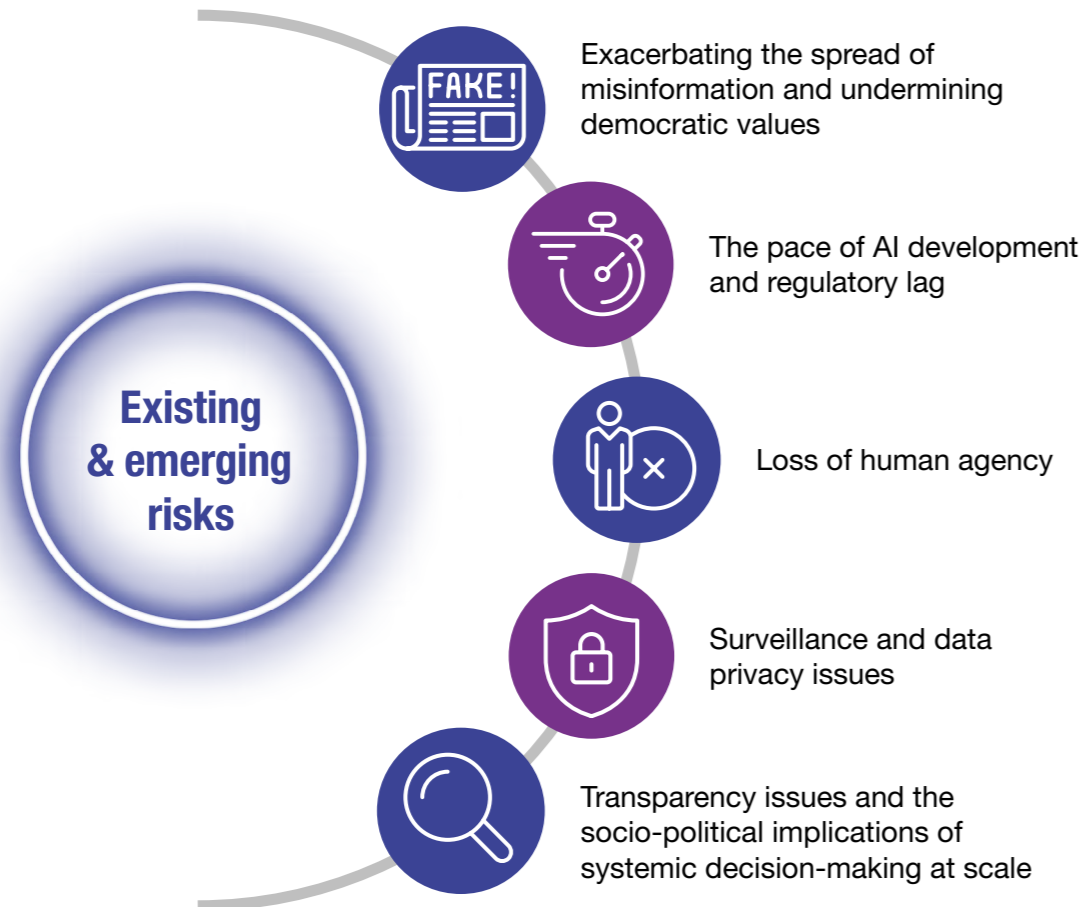 FAKE!
Exacerbating the spread of
misinformation and undermining
democratic values
The pace of AI development
and regulatory lag
Existing
& emerging
risks
Loss of human agency
Surveillance and data
privacy issues
Transparency issues and the
socio-political implications of
systemic decision-making at scale